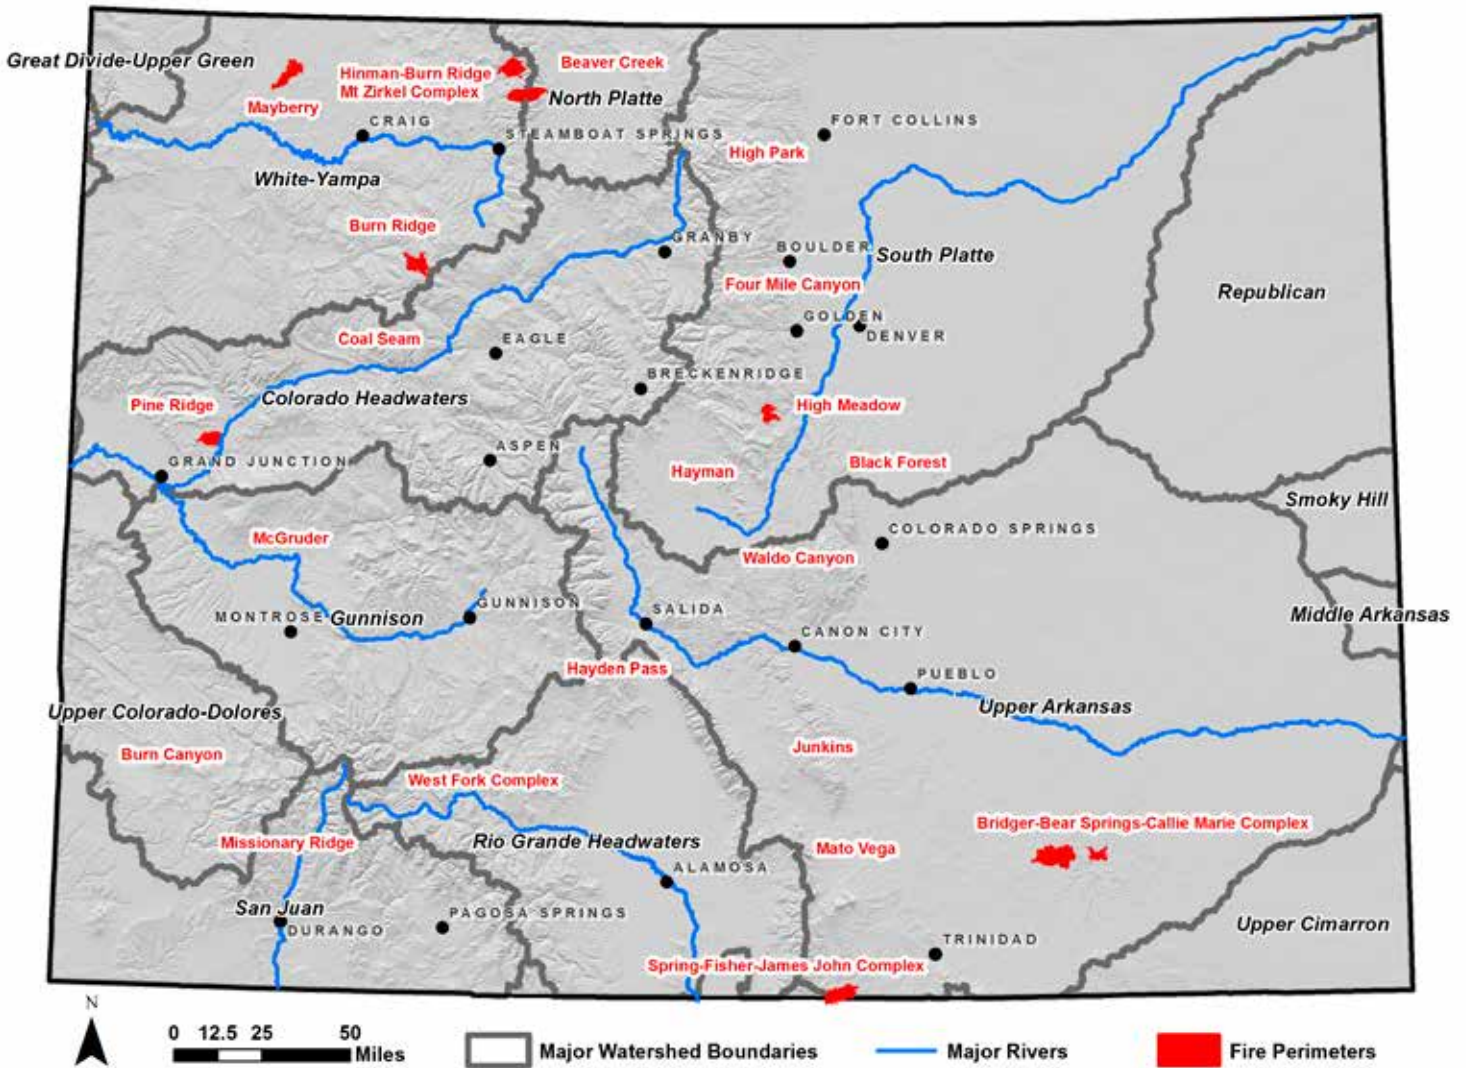 Great Divide-Upper Green
Mayberry
Hinman-Burn Ridge
Mt Zirkel Complex
Beaver Creek
North Platte
CRAIG
STEAMBOAT SPRINGS
FORT COLLINS
High Park
White-Yampa
Burn Ridge
GRANBY
BOULDER
South Platte
Four Mile Canyon
Republican
GOLDEN
DENVER
Coal Seam
EAGLE
BRECKENRIDGE
Colorado Headwaters
Pine Ridge
High Meadow
ASPEN
GRAND JUNCTION
Hayman
Black Forest
Smoky Hill
COLORADO SPRINGS
McGruder
Waldo Canyon
MONTROSE
Gunnison
GUNNISON
SALIDA
CANON CITY
Middle Arkansas
Hayden Pass
PUEBLO
Upper Arkansas
Upper Colorado-Dolores
Burn Canyon
Junkins
West Fork Complex
Missionary Ridge
Rio Grande Headwaters
Mato Vega
Bridger-Bear Springs-Callie Marie Complex
ALAMOSA
San Juan
DURANGO
PAGOSA SPRINGS
Upper Cimarron
TRINIDAD
Spring-Fisher-James John Complex
N
0 12.5 25 50
Miles
Major Watershed Boundaries
Major Rivers
Fire Perimeters